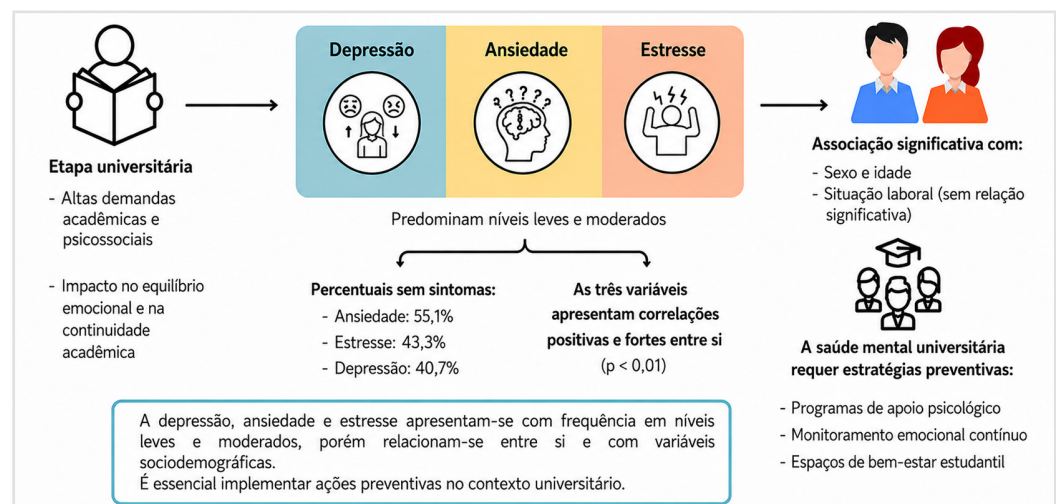 Etapa universitária
- Altas demandas
acadêmicas e
psicossociais
- Impacto no equilíbrio
emocional e na
continuidade
acadêmica
Depressão
Ansiedade
Estresse
? ? ? ? ?
Predominam níveis leves e moderados
Percentuais sem sintomas:
- Ansiedade: 55,1%
- Estresse: 43,3%
- Depressão: 40,7%
As três variáveis
apresentam correlações
positivas e fortes entre si
(p < 0,01)
Associação significativa com:
- Sexo e idade
- Situação laboral (sem relação
significativa)
A saúde mental universitária
requer estratégias preventivas:
- Programas de apoio psicológico
- Monitoramento emocional contínuo
- Espaços de bem-estar estudantil
A depressão, ansiedade e estresse apresentam-se com frequência em níveis
leves e moderados, porém relacionam-se entre si e com variáveis
sociodemográficas.
É essencial implementar ações preventivas no contexto universitário.